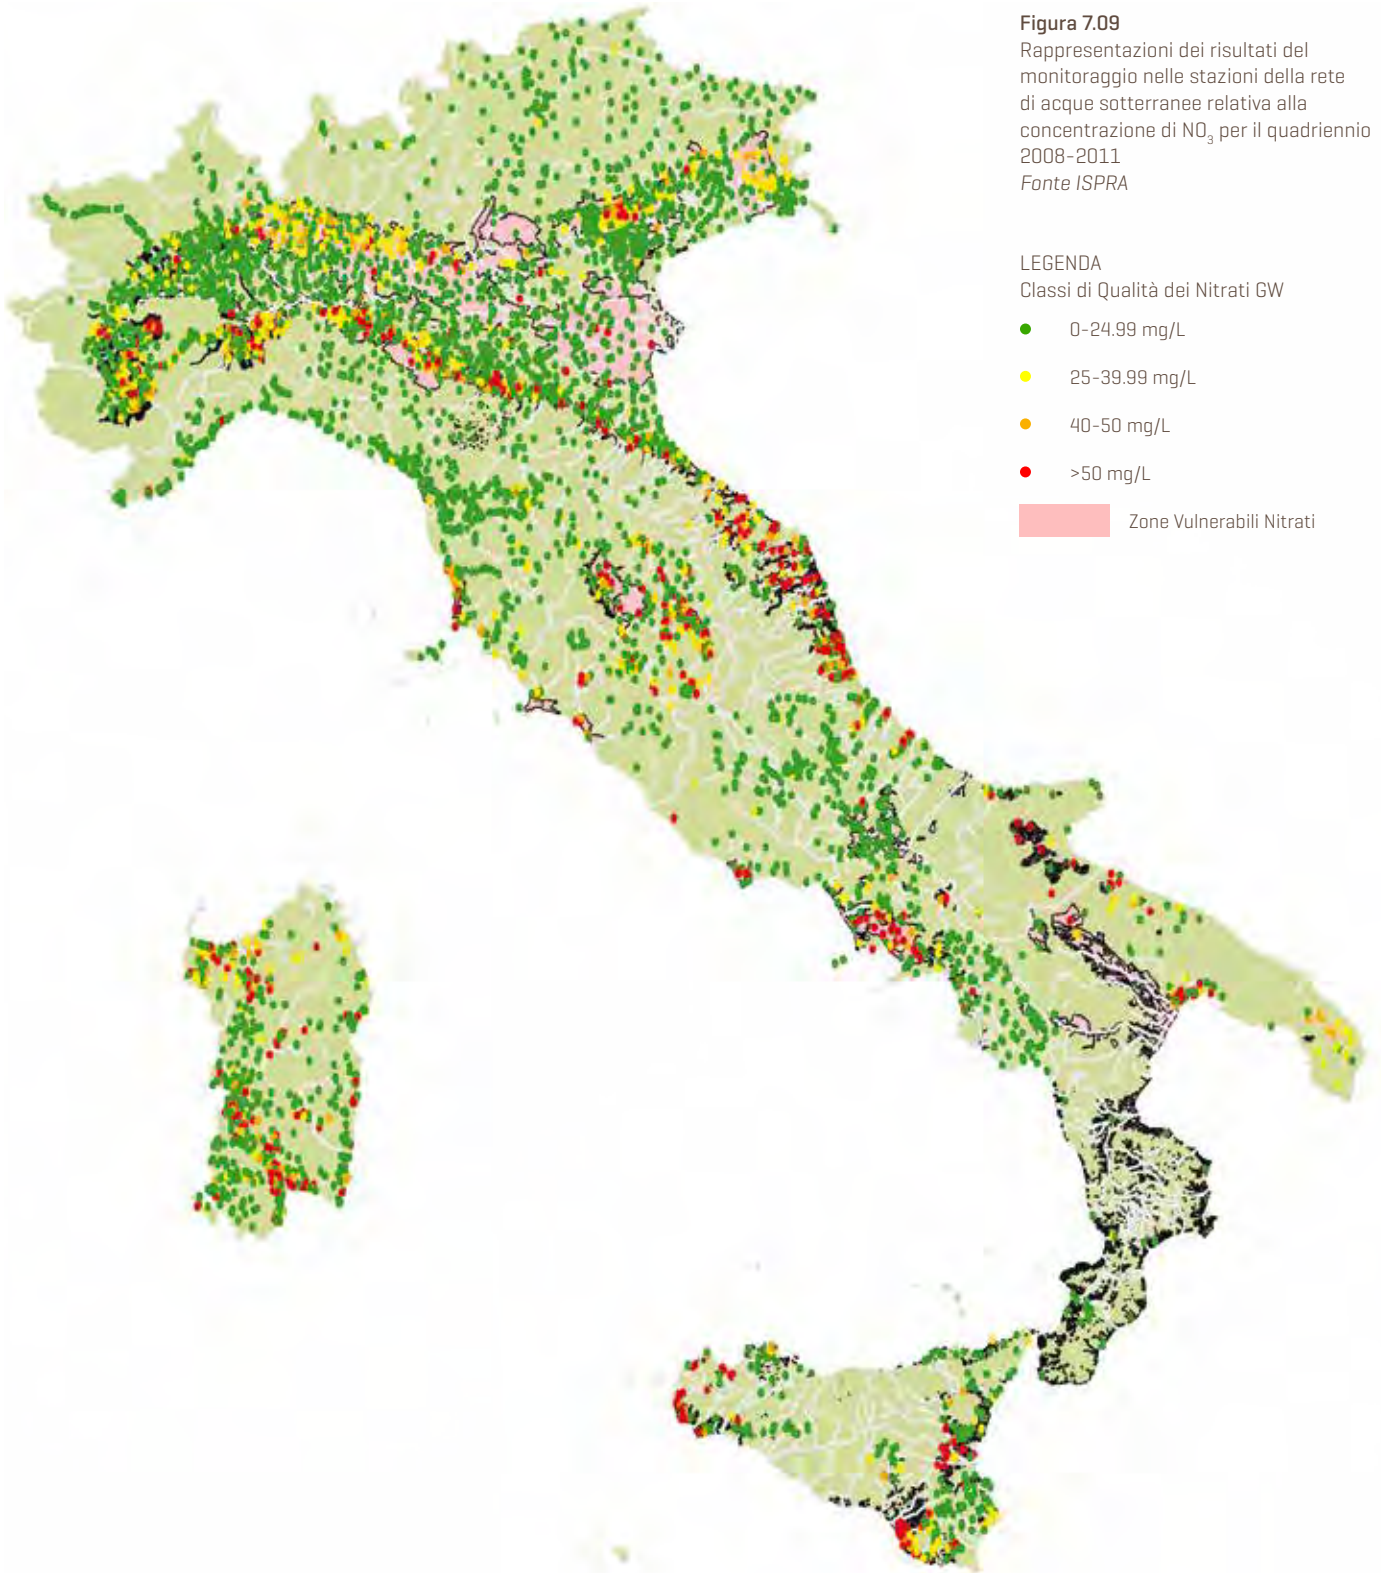 Figura 7.09
Rappresentazioni dei risultati del
monitoraggio nelle stazioni della rete
di acque sotterranee relativa alla
concentrazione di NO₃ per il quadriennio
2008-2011
Fonte ISPRA
LEGENDA
Classi di Qualità dei Nitrati GW
0-24.99 mg/L
25-39.99 mg/L
40-50 mg/L
>50 mg/L
Zone Vulnerabili Nitrati